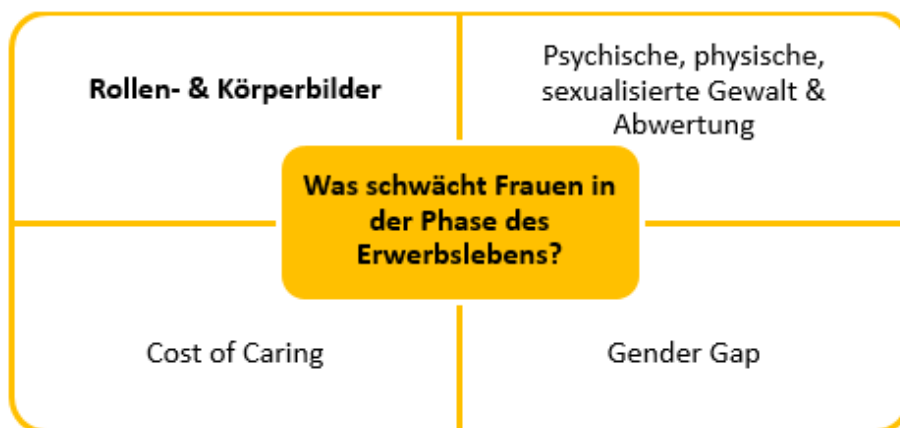 Rollen- & Körperbilder
Psychische, physische,
sexualisierte Gewalt &
Abwertung
Was schwächt Frauen in
der Phase des
Erwerbslebens?
Cost of Caring
Gender Gap